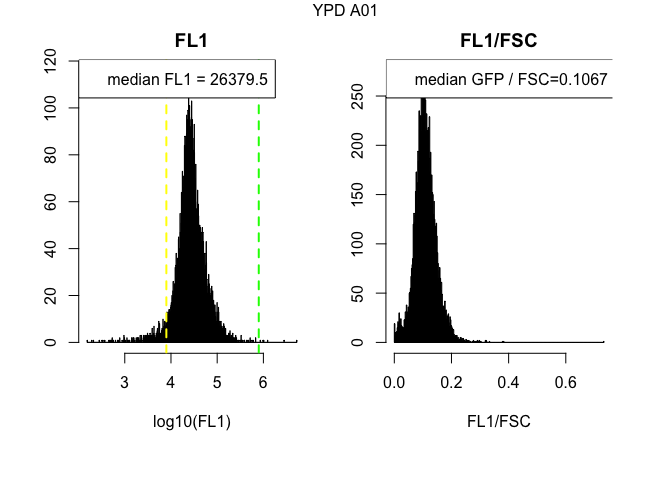 YPD A01
FL1
median FL1 = 26379.5
120
100
80
60
40
20
0
3 4 5 6
log10(FL1)
FL1/FSC
median GFP / FSC=0.1067
250
200
150
100
50
0
0.0 0.2 0.4 0.6
FL1/FSC